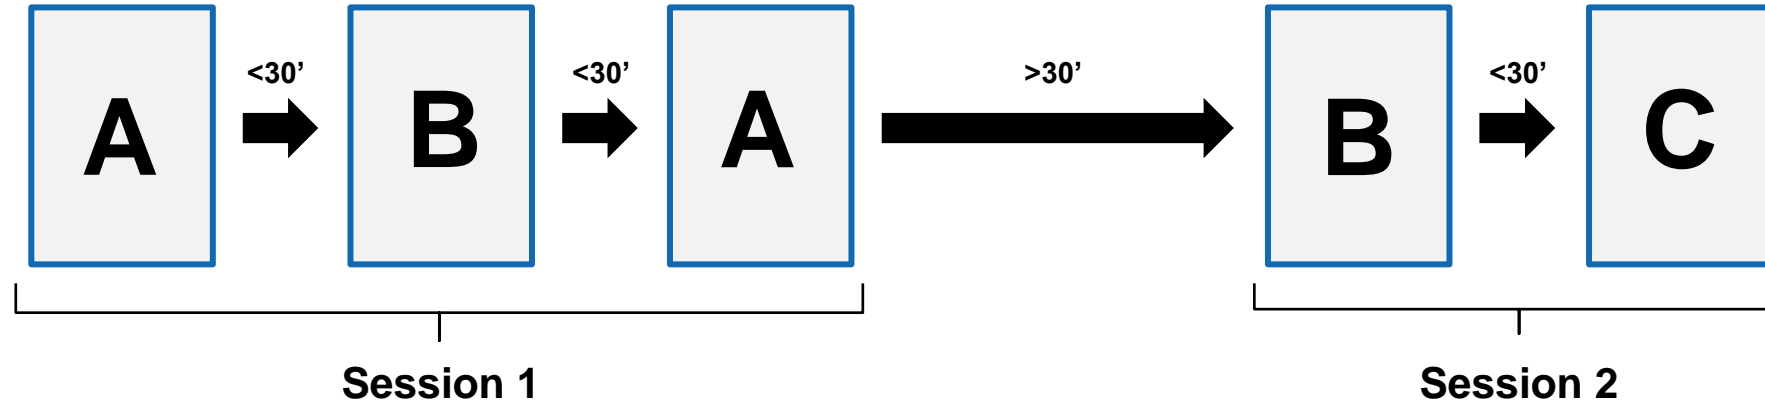 <30’ <30’ >30’ <30’
A B A B C
Session 1 Session 2